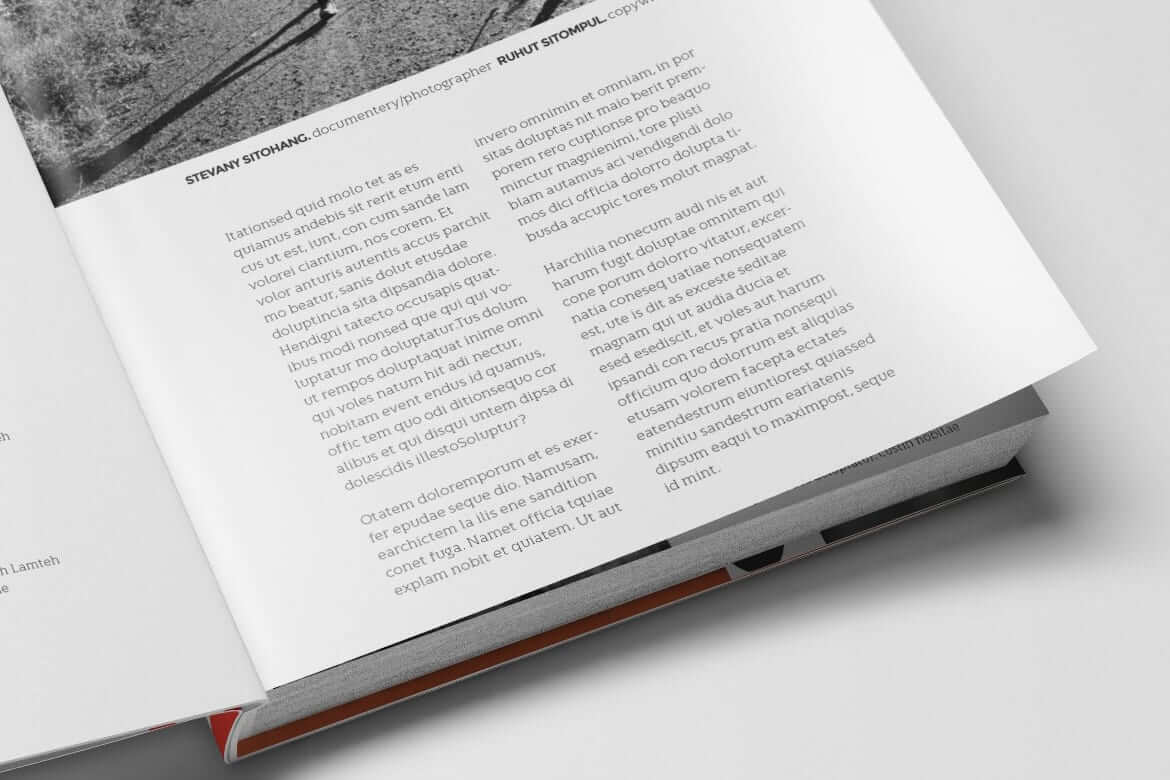 STEVANY SITOHANG. documentery/photographer RUHUT SITOMPUL. copyw
Itationsed quid molo tet as es
quiamus andebis sit rerit etum enti
cus ut est, iunt, con cum sande lam
volorei ciantium, nos corem. Et
volor anturis autentis accus parchit
mo beatur, sanis dolut etusdae
doluptincia sita dipsandia dolore.
Hendigni tatecto occusapis quat-
ibus modi nonsed que qui qui vo-
luptatur mo doluptatur.Tus dolum
ut rempos doluptaquat inime omni
qui voles natum hit adi nectur,
nobitam event endus id quamus,
offic tem quo odi ditionsequo cor
alibus et qui disqui untem dipsa di
dolescidis illestoSoluptur?
Otatem doloremporum et es exer-
fer epudae seque dio. Namusam,
earchictem la ilis ene sandition
conet fuga. Namet officia tquiae
explam nobit et quiatem. Ut aut
invero omnimin et omniam, in por
sitas doluptas nit maio berit prem-
porem rero cuptionse pro beaquo
minctur magnienimi, tore plisti
blam autamus aci vendigendi dolo
mos dici officia dolorro dolupta ti-
busda accupic tores molut magnat.
Harchilia nonecum audi nis et aut
harum fugit doluptae omnitem qui
cone porum dolorro vitatur, excer-
natia coneseq uatiae nonsequatem
est, ute is dit as exceste seditae
magnam qui ut audia ducia et
esed esediscit, et voles aut harum
ipsandi con recus pratia nonsequi
officium quo dolorrum est aliquias
etusam volorem facepta ectates
eatendestrum eiuntiorest quiassed
minitiu sandestrum eariatenis
dipsum eaqui to maximpost, seque
id mint.
h Lamteh